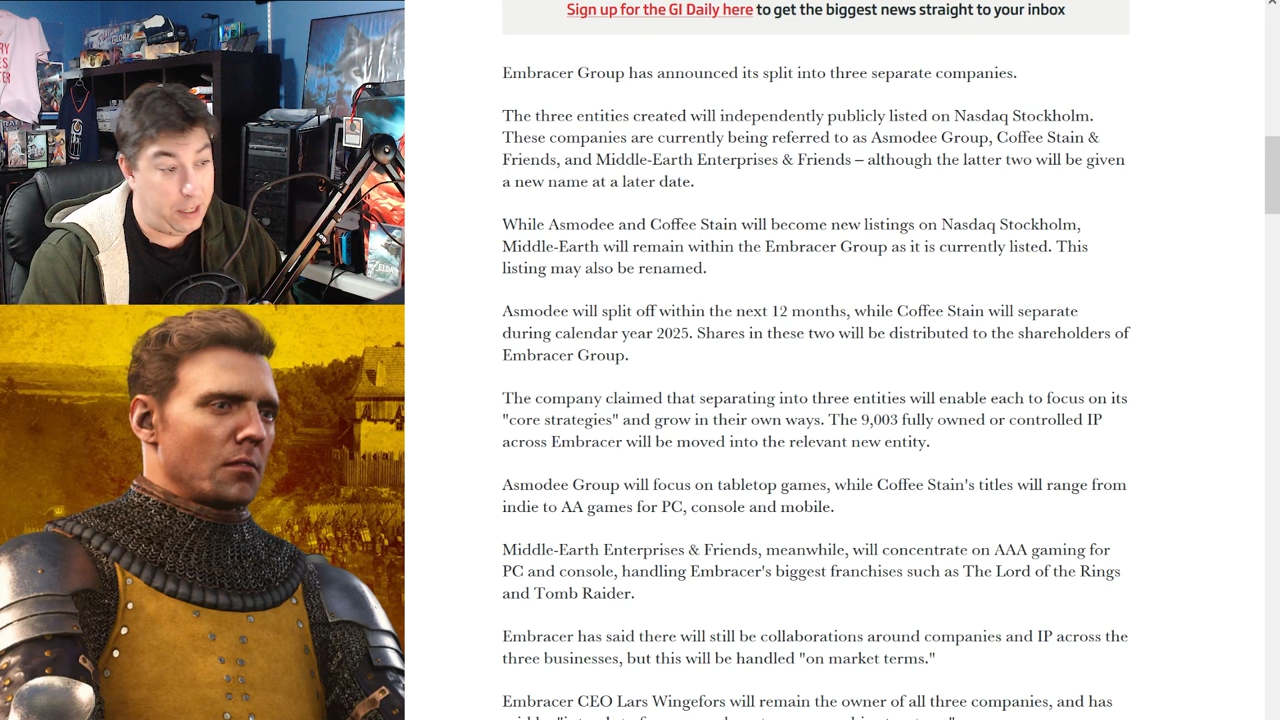 Sign up for the GI Daily here to get the biggest news straight to your inbox
Embracer Group has announced its split into three separate companies.
The three entities created will independently publicly listed on Nasdaq Stockholm.
These companies are currently being referred to as Asmodee Group, Coffee Stain &
Friends, and Middle-Earth Enterprises & Friends – although the latter two will be given
a new name at a later date.
While Asmodee and Coffee Stain will become new listings on Nasdaq Stockholm,
Middle-Earth will remain within the Embracer Group as it is currently listed. This
listing may also be renamed.
Asmodee will split off within the next 12 months, while Coffee Stain will separate
during calendar year 2025. Shares in these two will be distributed to the shareholders of
Embracer Group.
The company claimed that separating into three entities will enable each to focus on its
"core strategies" and grow in their own ways. The 9,003 fully owned or controlled IP
across Embracer will be moved into the relevant new entity.
Asmodee Group will focus on tabletop games, while Coffee Stain's titles will range from
indie to AA games for PC, console and mobile.
Middle-Earth Enterprises & Friends, meanwhile, will concentrate on AAA gaming for
PC and console, handling Embracer's biggest franchises such as The Lord of the Rings
and Tomb Raider.
Embracer has said there will still be collaborations around companies and IP across the
three businesses, but this will be handled "on market terms."
Embracer CEO Lars Wingefors will remain the owner of all three companies, and has